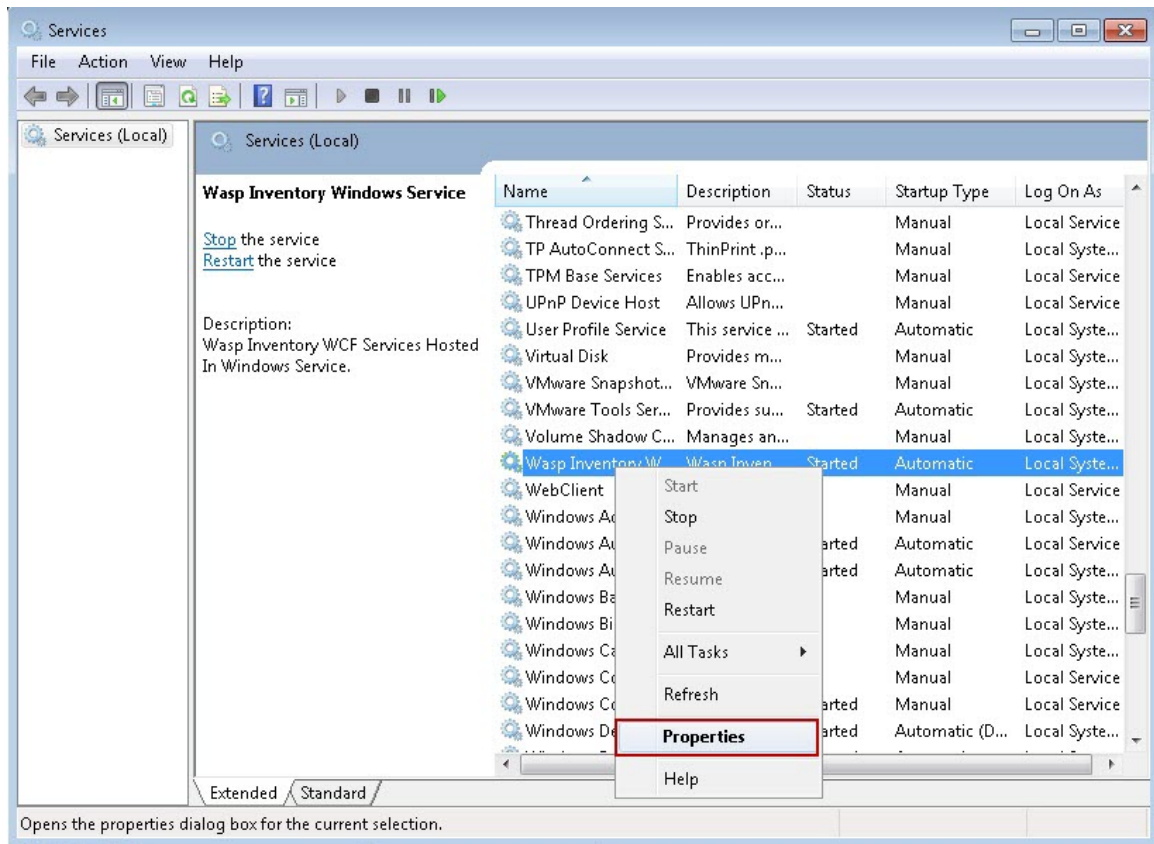 Services
File Action View Help
Services (Local)
Services (Local)
Wasp Inventory Windows Service
Stop the service
Restart the service
Description:
Wasp Inventory WCF Services Hosted
In Windows Service.
Name Description Status Startup Type Log On As
Thread Ordering S... Provides or... Manual Local Service
TP AutoConnect S... ThinPrint .p... Manual Local Syste...
TPM Base Services Enables acc... Manual Local Service
UPnP Device Host Allows UPn... Manual Local Service
User Profile Service This service ... Started Automatic Local Syste...
Virtual Disk Provides m... Manual Local Syste...
VMware Snapshot... VMware Sn... Manual Local Syste...
VMware Tools Ser... Provides su... Started Automatic Local Syste...
Volume Shadow C... Manages an... Manual Local Syste...
Wasp Inventory W... Wasp Inven... Started Automatic Local Syste...
WebClient Manual Local Service
Windows Ac Manual Local Syste...
Windows Au arted Automatic Local Service
Windows Au arted Automatic Local Syste...
Windows Ba Manual Local Syste...
Windows Bi Manual Local Syste...
Windows Ca Manual Local Syste...
Windows Co Manual Local Service
Windows Co arted Manual Local Service
Windows De arted Automatic (D... Local Syste...
Start
Stop
Pause
Resume
Restart
All Tasks
Refresh
Properties
Help
Extended Standard
Opens the properties dialog box for the current selection.